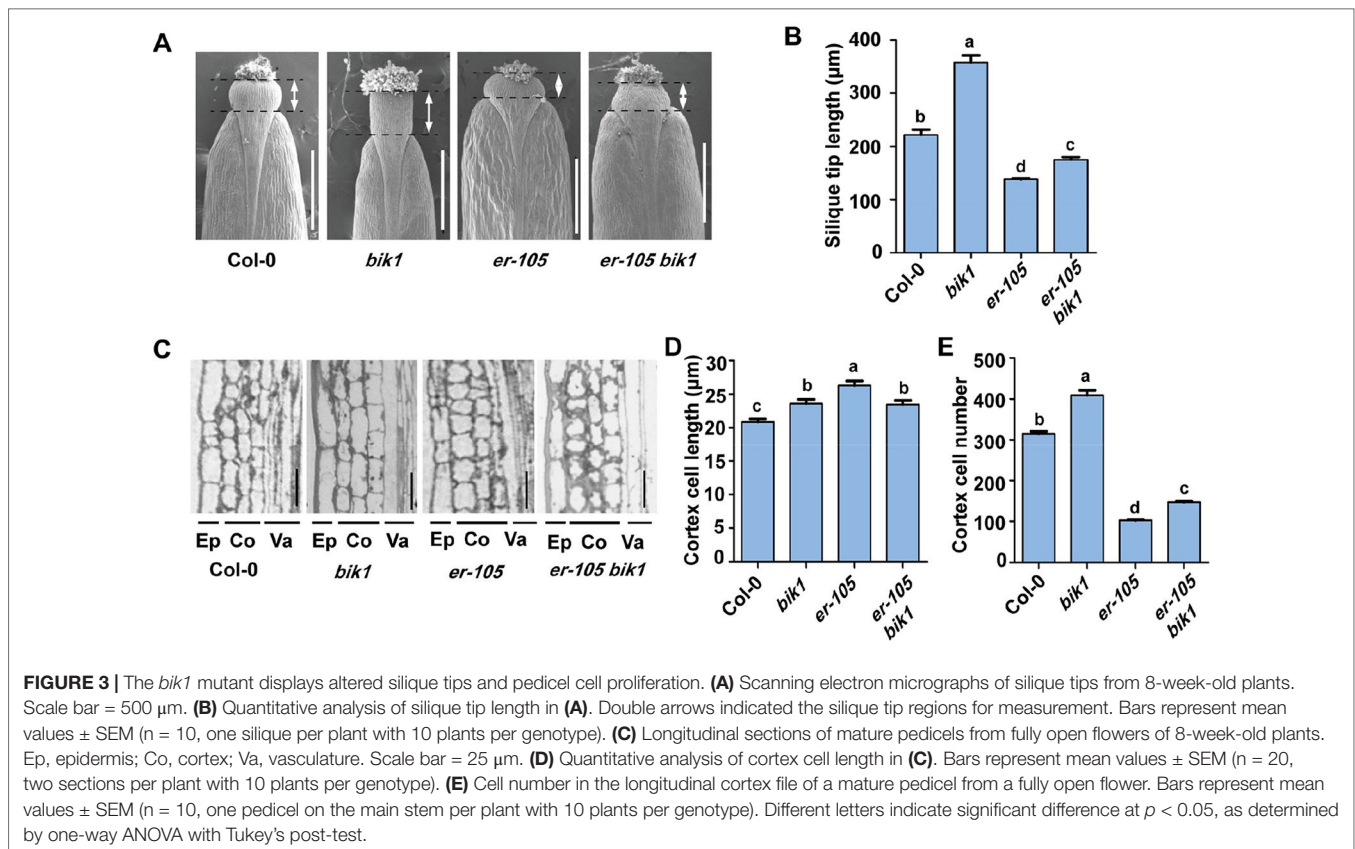 A
Col-0
bik1
er-105
er-105 bik1
B
Silique tip length (μm)
400
300
200
100
0
b
a
d
c
Col-0
bik1
er-105
er-105
bik1
C
Ep Co Va
Col-0
Ep Co Va
bik1
Ep Co Va
er-105
Ep Co Va
er-105 bik1
D
Cortex cell length (μm)
30
25
20
15
10
5
0
c
b
a
b
Col-0
bik1
er-105
er-105
bik1
E
Cortex cell number
500
400
300
200
100
0
b
a
d
c
Col-0
bik1
er-105
er-105
bik1
FIGURE 3 | The bik1 mutant displays altered silique tips and pedicel cell proliferation. (A) Scanning electron micrographs of silique tips from 8-week-old plants.
Scale bar = 500 μm. (B) Quantitative analysis of silique tip length in (A). Double arrows indicated the silique tip regions for measurement. Bars represent mean
values ± SEM (n = 10, one silique per plant with 10 plants per genotype). (C) Longitudinal sections of mature pedicels from fully open flowers of 8-week-old plants.
Ep, epidermis; Co, cortex; Va, vasculature. Scale bar = 25 μm. (D) Quantitative analysis of cortex cell length in (C). Bars represent mean values ± SEM (n = 20,
two sections per plant with 10 plants per genotype). (E) Cell number in the longitudinal cortex file of a mature pedicel from a fully open flower. Bars represent mean
values ± SEM (n = 10, one pedicel on the main stem per plant with 10 plants per genotype). Different letters indicate significant difference at p < 0.05, as determined
by one-way ANOVA with Tukey's post-test.